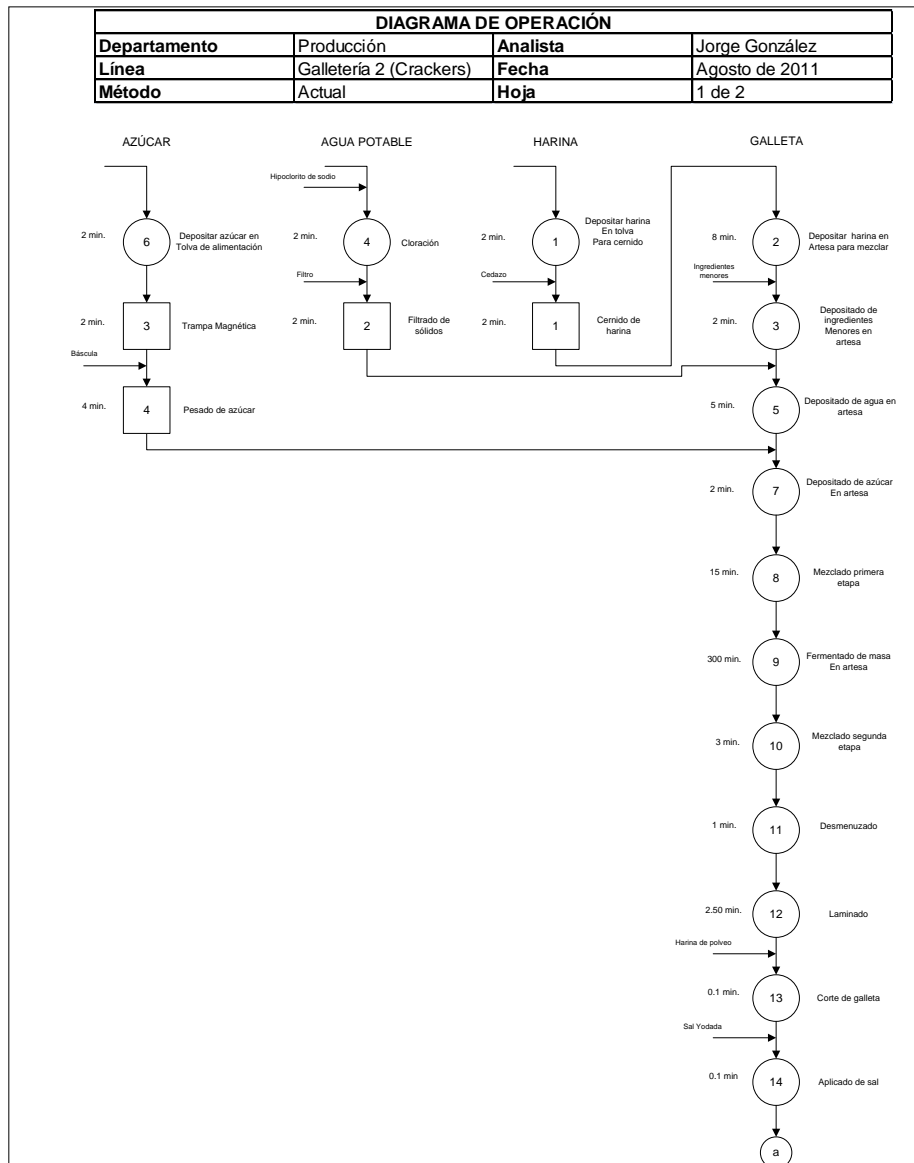 DIAGRAMA DE OPERACIÓN
Departamento Producción Analista Jorge González
Línea Galletería 2 (Crackers) Fecha Agosto de 2011
Método Actual Hoja 1 de 2
AZÚCAR
2 min.
6
Depositar azúcar en
Tolva de alimentación
2 min.
3
Trampa Magnética
Báscula
4 min.
4
Pesado de azúcar
AGUA POTABLE
Hipoclorito de sodio
2 min.
4
Cloración
Filtro
2 min.
2
Filtrado de
sólidos
HARINA
2 min.
1
Depositar harina
En tolva
Para cernido
Cedazo
2 min.
1
Cernido de
harina
GALLETA
8 min.
2
Depositar harina en
Artesa para mezclar
Ingredientes
menores
2 min.
3
Depositado de
ingredientes
Menores en
artesa
5 min.
5
Depositado de agua en
artesa
2 min.
7
Depositado de azúcar
En artesa
15 min.
8
Mezclado primera
etapa
300 min.
9
Fermentado de masa
En artesa
3 min.
10
Mezclado segunda
etapa
1 min.
11
Desmenuzado
2.50 min.
12
Laminado
Harina de polveo
0.1 min.
13
Corte de galleta
Sal Yodada
0.1 min
14
Aplicado de sal
a